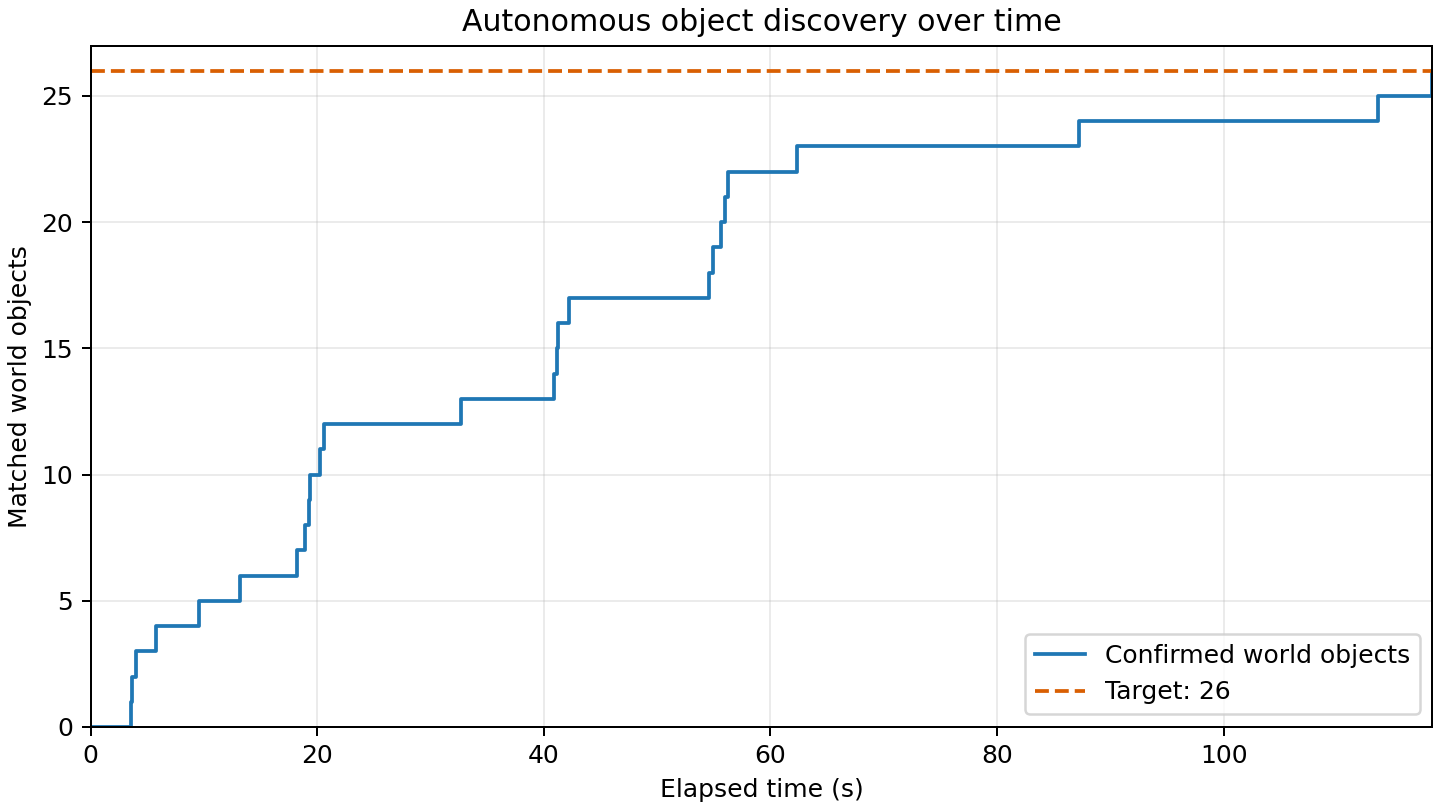 Autonomous object discovery over time
Matched world objects
25
20
15
10
5
0
0 20 40 60 80 100
Elapsed time (s)
Confirmed world objects
Target: 26